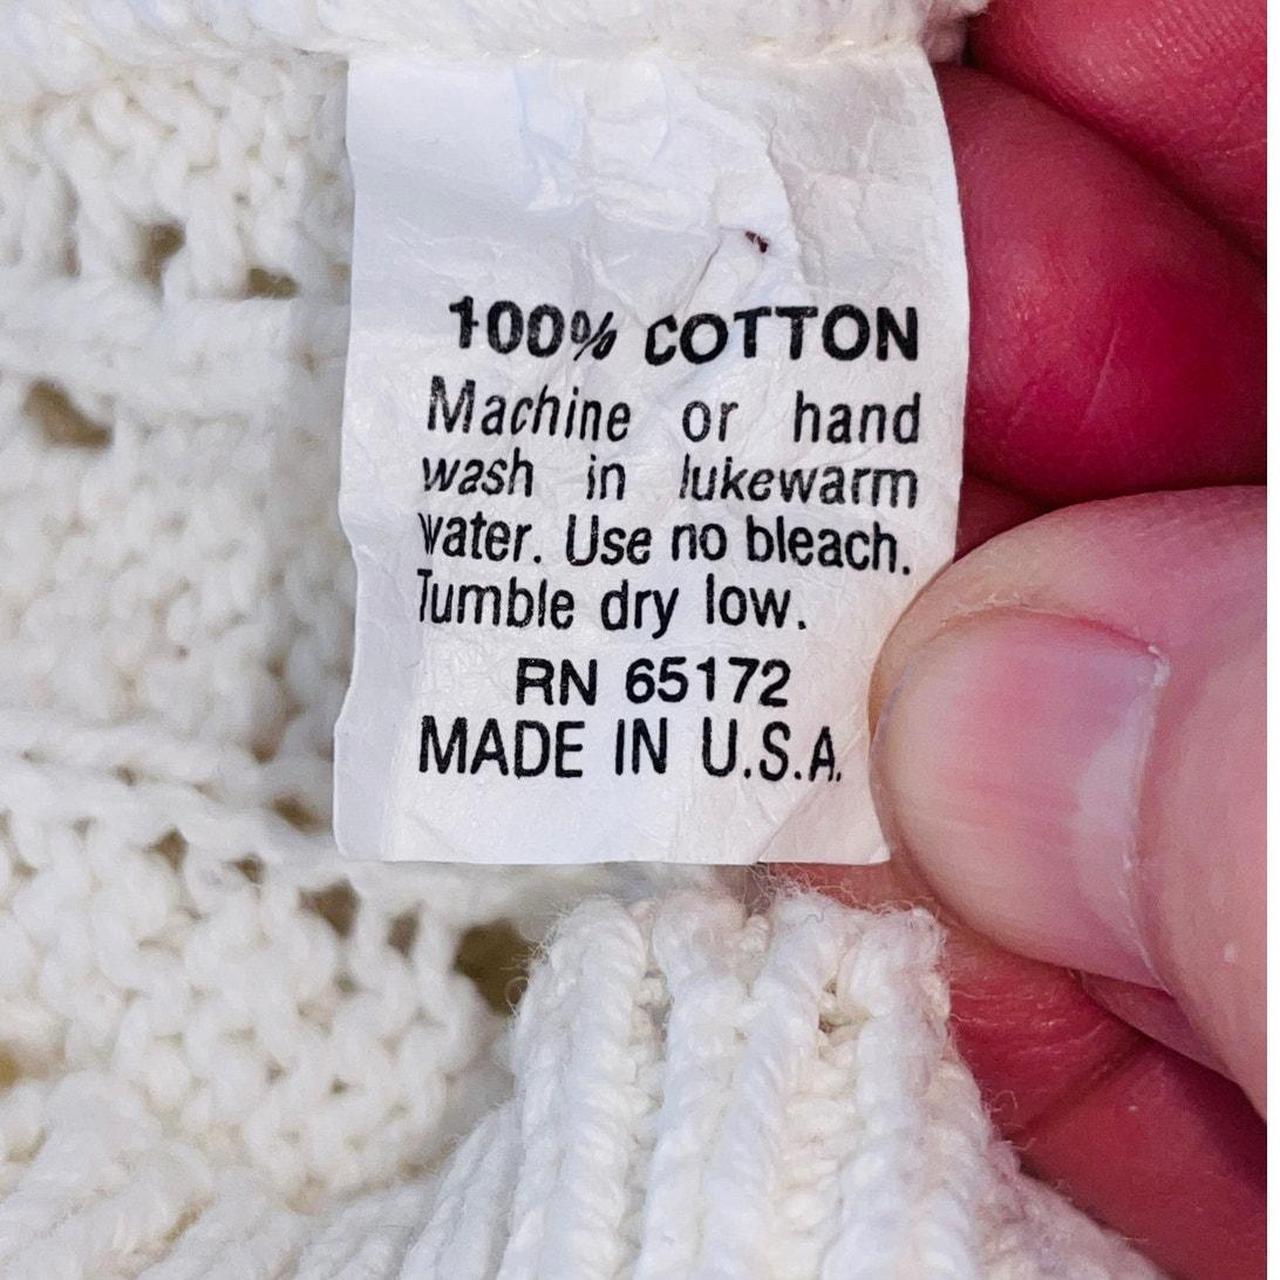 100% COTTON
Machine or hand
wash in lukewarm
water. Use no bleach.
Tumble dry low.
RN 65172
MADE IN U.S.A.